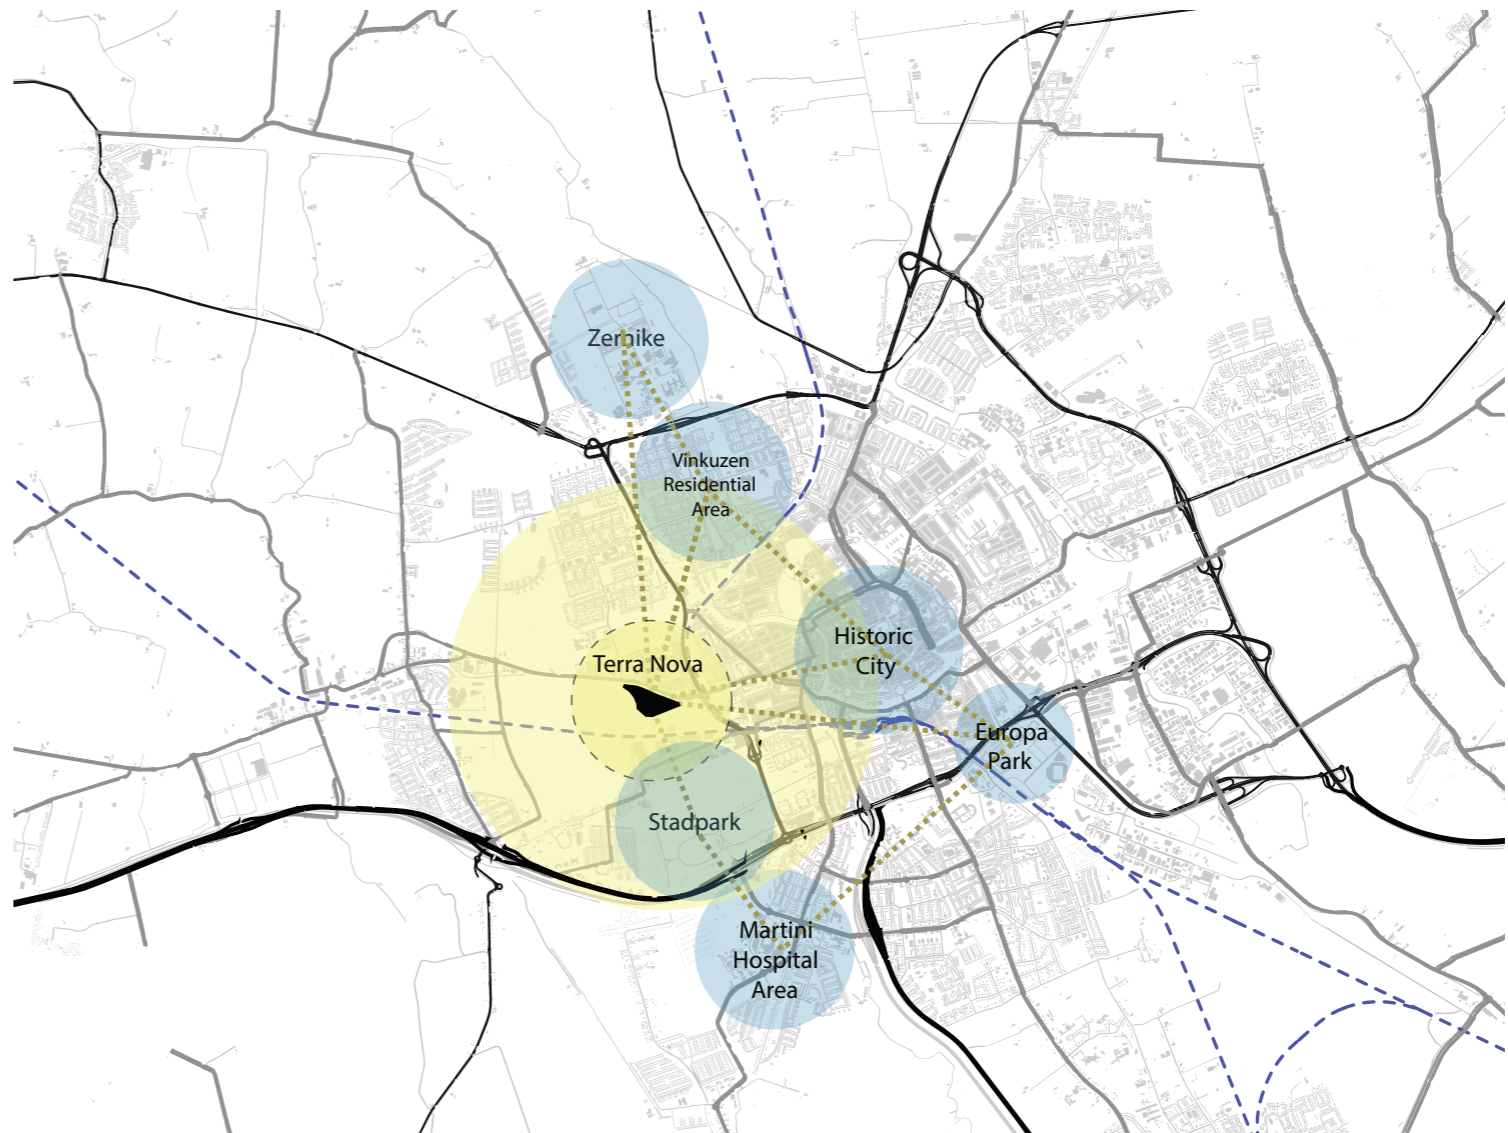 Zernike
Vinkuzen
Residential
Area
Historic
City
Terra Nova
Europa
Park
Stadpark
Martini
Hospital
Area